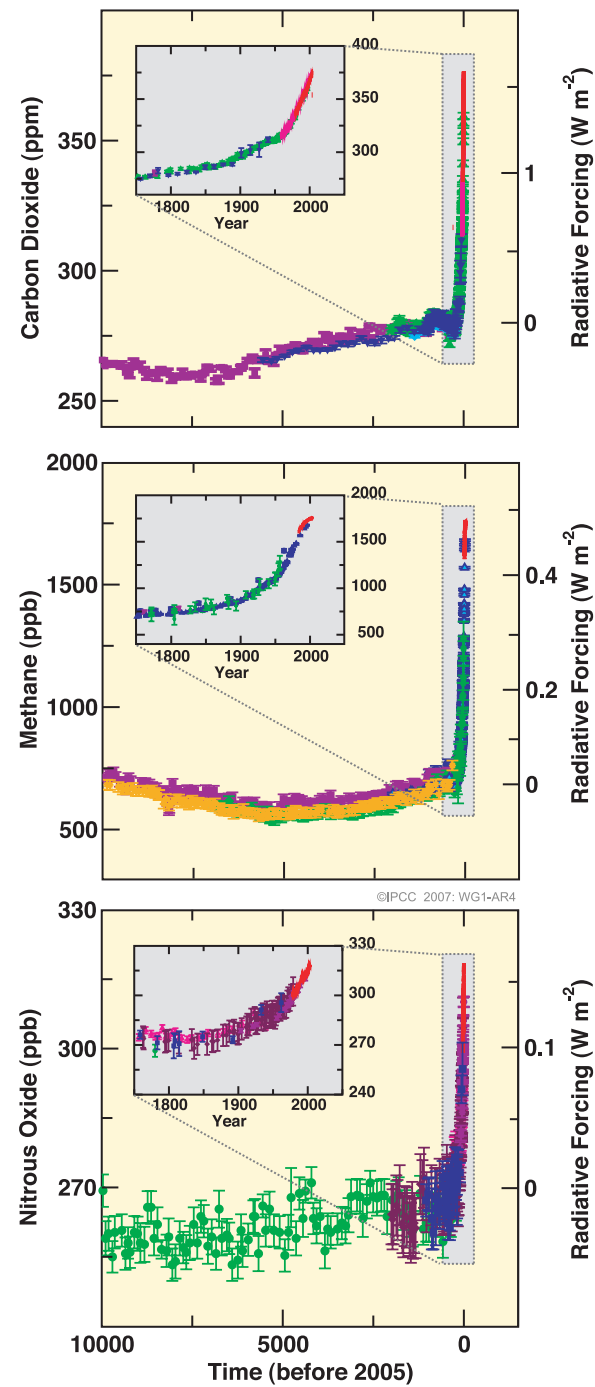 400
350
300
1800 1900 2000
Year
350
300
250
Carbon Dioxide (ppm)
1
0
Radiative Forcing (W m-2)
2000
1500
1000
500
1800 1900 2000
Year
2000
1500
1000
500
Methane (ppb)
0.4
0.2
0
Radiative Forcing (W m-2)
©IPCC 2007: WG1-AR4
330
300
270
240
1800 1900 2000
Year
330
300
270
Nitrous Oxide (ppb)
0.1
0
Radiative Forcing (W m-2)
10000 5000 0
Time (before 2005)